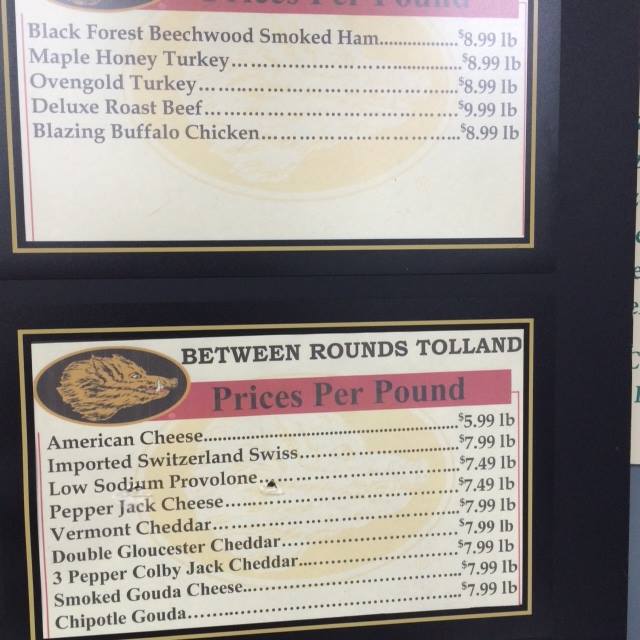 Prices Per Pound
Black Forest Beechwood Smoked Ham..................$8.99 lb
Maple Honey Turkey.................................$8.99 lb
Ovengold Turkey....................................$8.99 lb
Deluxe Roast Beef..................................$9.99 lb
Blazing Buffalo Chicken............................$8.99 lb
BETWEEN ROUNDS TOLLAND
Prices Per Pound
American Cheese....................................$5.99 lb
Imported Switzerland Swiss.........................$7.99 lb
Low Sodium Provolone...............................$7.49 lb
Pepper Jack Cheese.................................$7.49 lb
Vermont Cheddar....................................$7.99 lb
Double Gloucester Cheddar..........................$7.99 lb
3 Pepper Colby Jack Cheddar........................$7.99 lb
Smoked Gouda Cheese................................$7.99 lb
Chipotle Gouda.....................................$7.99 lb